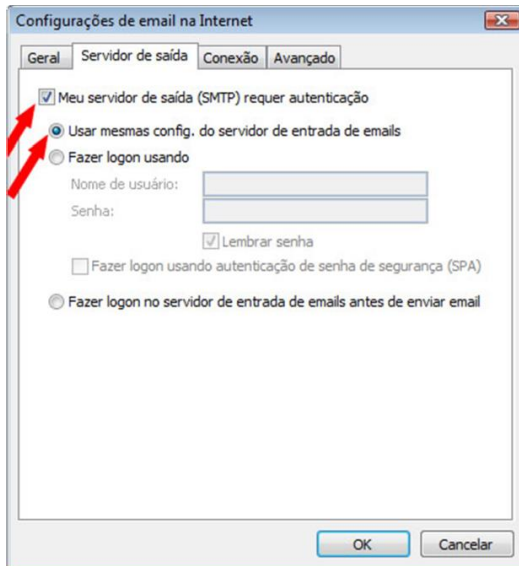 Configurações de email na Internet
Geral Servidor de saída Conexão Avançado
Meu servidor de saída (SMTP) requer autenticação
Usar mesmas config. do servidor de entrada de emails
Fazer logon usando
Nome de usuário:
Senha:
Lembrar senha
Fazer logon usando autenticação de senha de segurança (SPA)
Fazer logon no servidor de entrada de emails antes de enviar email
OK Cancelar